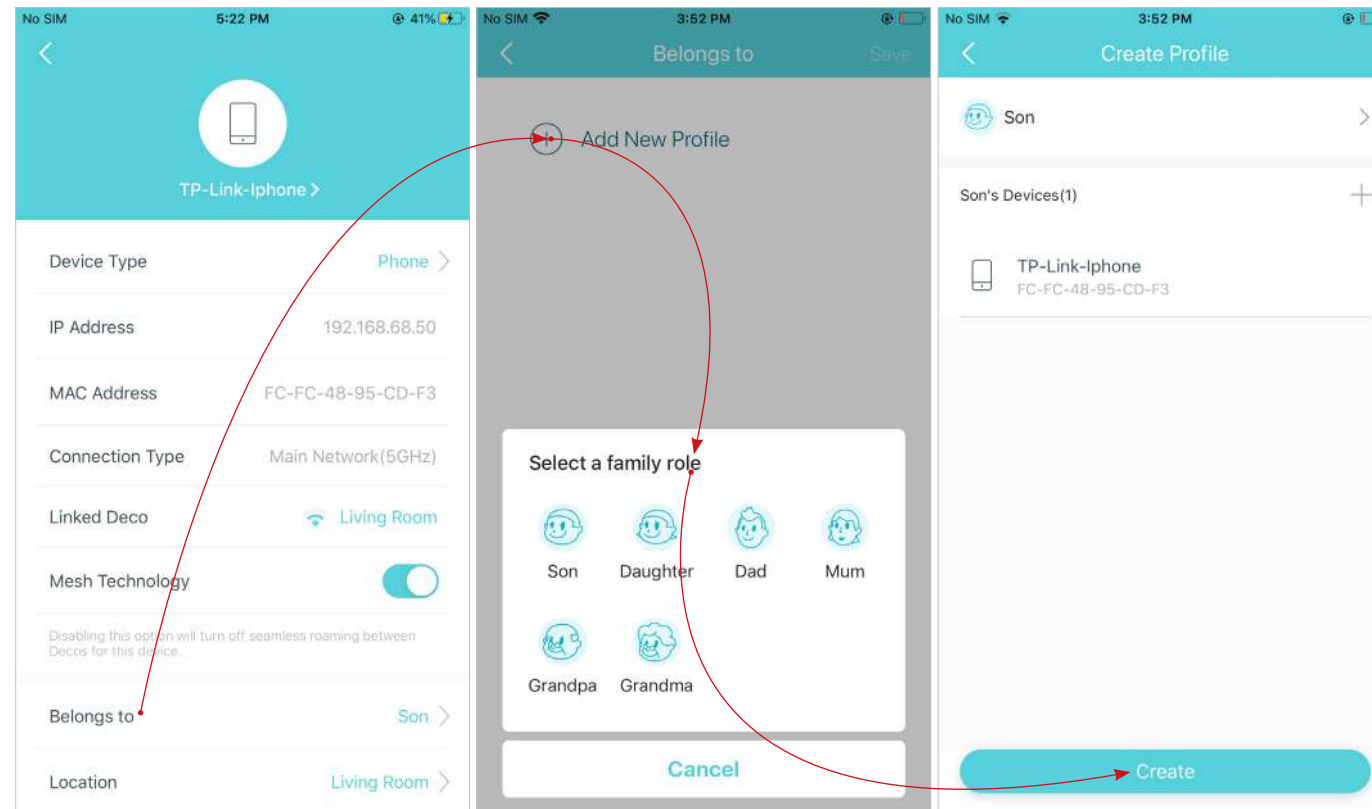 No SIM
5:22 PM
41%
TP-Link-Iphone >
Device Type
Phone >
IP Address
192.168.68.50
MAC Address
FC-FC-48-95-CD-F3
Connection Type
Main Network(5GHz)
Linked Deco
Living Room
Mesh Technology
Disabling this option will turn off seamless roaming between
Decos for this device.
Belongs to
Son >
Location
Living Room >
No SIM
3:52 PM
Belongs to
Save
Add New Profile
Select a family role
Son
Daughter
Dad
Mum
Grandpa
Grandma
Cancel
No SIM
3:52 PM
Create Profile
Son
Son's Devices(1)
TP-Link-Iphone
FC-FC-48-95-CD-F3
Create